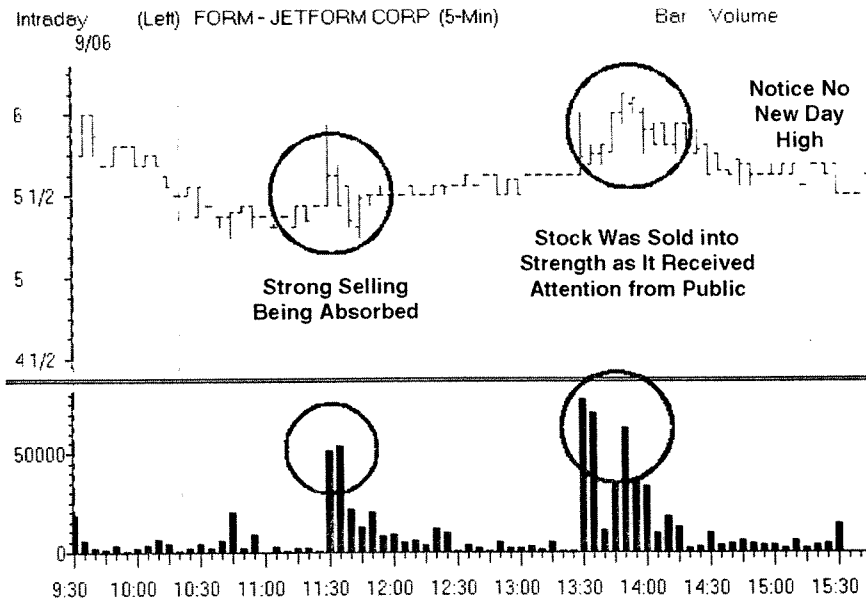 Intraday (Left) FORM - JETFORM CORP (5-Min) Bar Volume
9/06
6
5 1/2
5
4 1/2
Notice No
New Day
High
Strong Selling
Being Absorbed
Stock Was Sold into
Strength as It Received
Attention from Public
50000
0
9:30 10:00 10:30 11:00 11:30 12:00 12:30 13:00 13:30 14:00 14:30 15:00 15:30